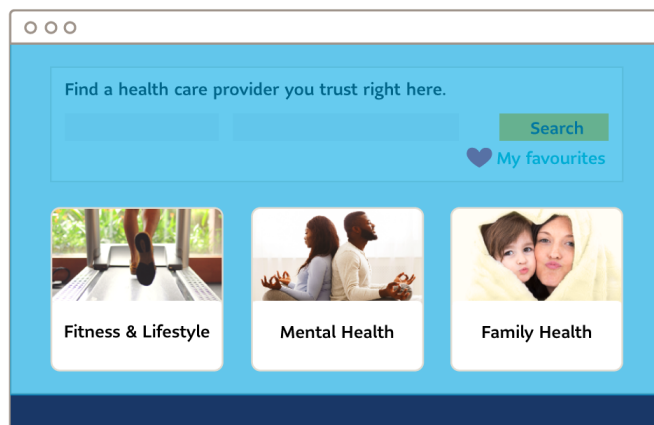 Find a health care provider you trust right here.
Search
My favourites
Fitness & Lifestyle
Mental Health
Family Health